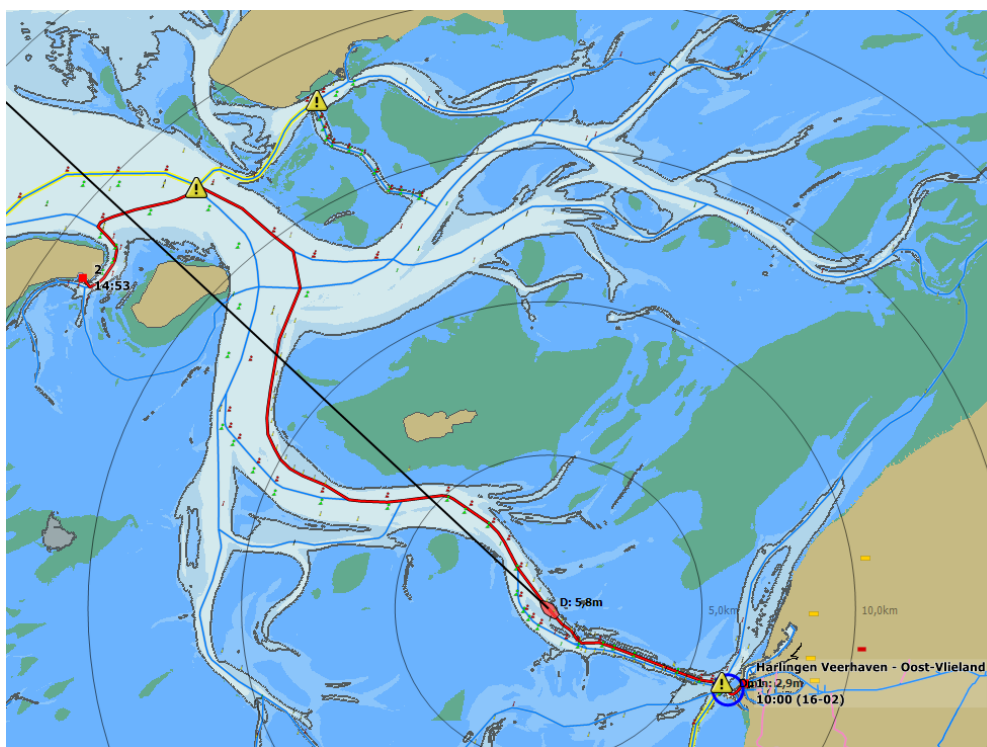 2
14:53
D: 5,8m
5,0km
10,0km
Harlingen Veerhaven - Oost-Vlieland
2,9m
10:00 (16-02)